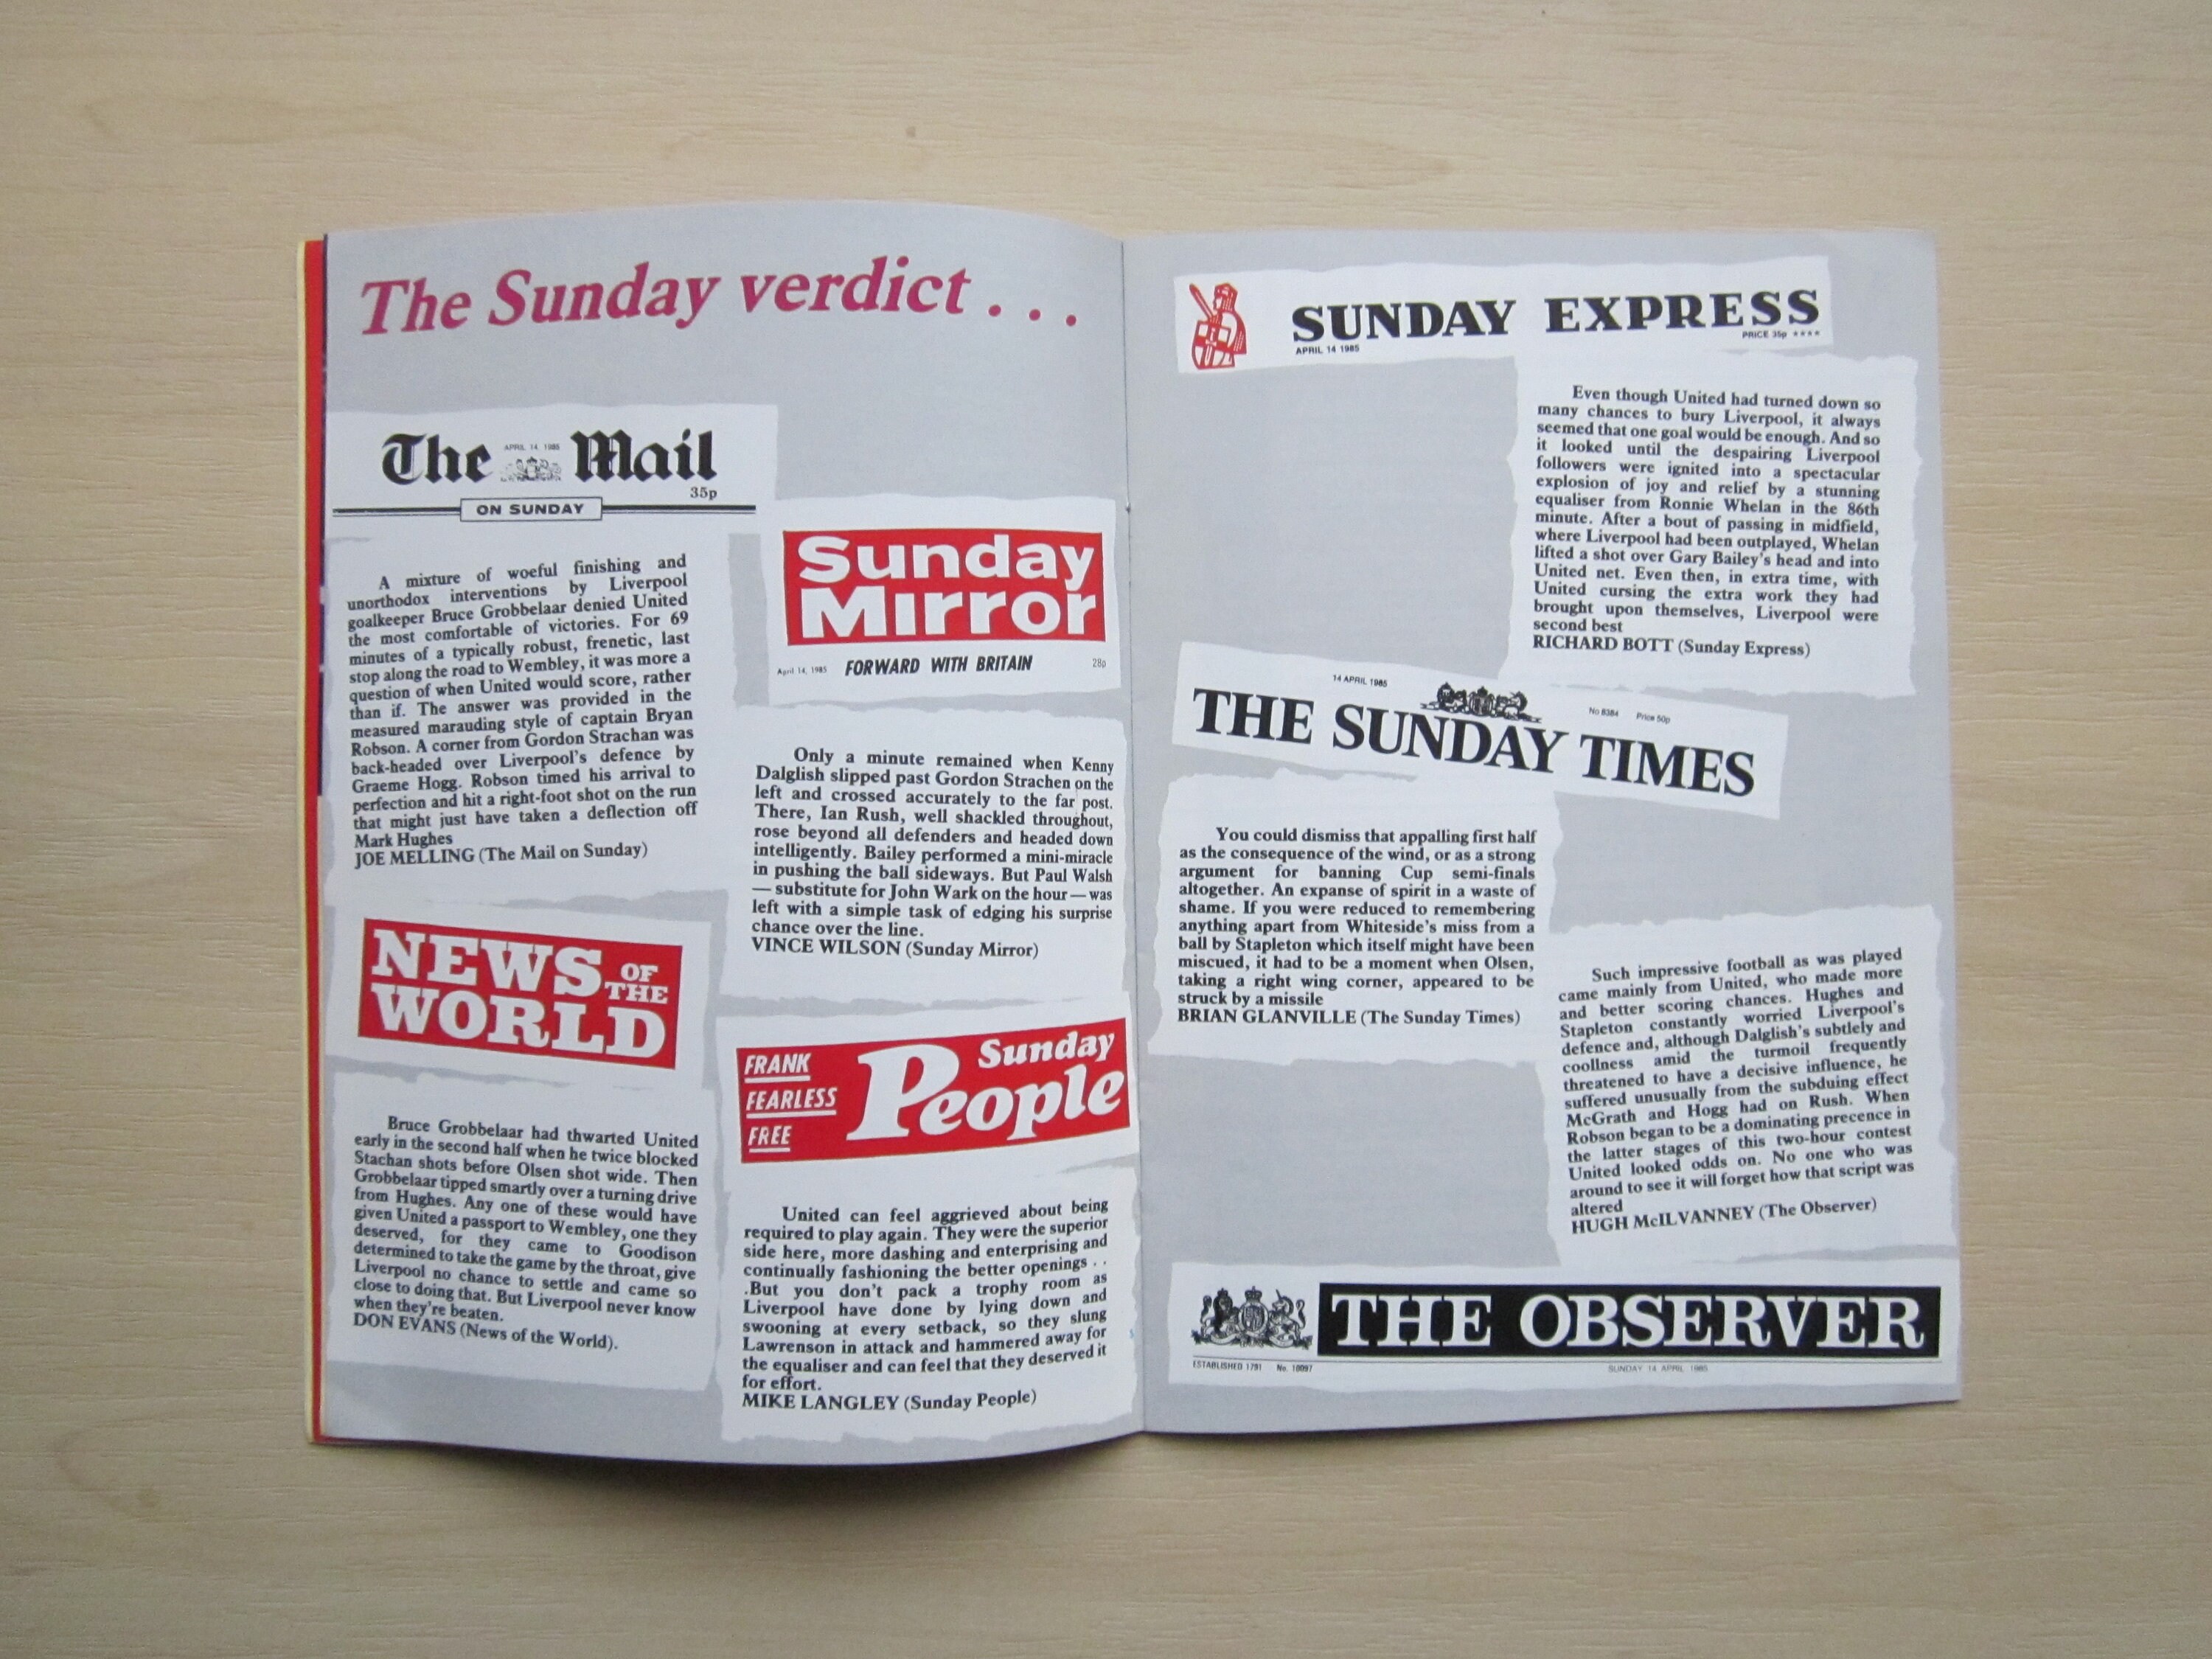 The Sunday verdict . . .
The Mail
APRIL 14, 1985
35p
ON SUNDAY
A mixture of woeful finishing and
unorthodox interventions by Liverpool
goalkeeper Bruce Grobbelaar denied United
the most comfortable of victories. For 69
minutes of a typically robust, frenetic, last
stop along the road to Wembley, it was more a
question of when United would score, rather
than if. The answer was provided in the
measured marauding style of captain Bryan
Robson. A corner from Gordon Strachan was
back-headed over Liverpool's defence by
Graeme Hogg. Robson timed his arrival to
perfection and hit a right-foot shot on the run
that might just have taken a deflection off
Mark Hughes
JOE MELLING (The Mail on Sunday)
NEWS OF THE
WORLD
Bruce Grobbelaar had thwarted United
early in the second half when he twice blocked
Stachan shots before Olsen shot wide. Then
Grobbelaar tipped smartly over a turning drive
from Hughes. Any one of these would have
given United a passport to Wembley, one they
deserved, for they came to Goodison
determined to take the game by the throat, give
Liverpool no chance to settle and came so
close to doing that. But Liverpool never know
when they're beaten.
DON EVANS (News of the World).
Sunday
Mirror
April 14, 1985 FORWARD WITH BRITAIN 28p
Only a minute remained when Kenny
Dalglish slipped past Gordon Strachen on the
left and crossed accurately to the far post.
There, Ian Rush, well shackled throughout,
rose beyond all defenders and headed down
intelligently. Bailey performed a mini-miracle
in pushing the ball sideways. But Paul Walsh
— substitute for John Wark on the hour — was
left with a simple task of edging his surprise
chance over the line.
VINCE WILSON (Sunday Mirror)
FRANK
FEARLESS
FREE
Sunday
People
United can feel aggrieved about being
required to play again. They were the superior
side here, more dashing and enterprising and
continually fashioning the better openings . .
.But you don't pack a trophy room as
Liverpool have done by lying down and
swooning at every setback, so they slung
Lawrenson in attack and hammered away for
the equaliser and can feel that they deserved it
for effort.
MIKE LANGLEY (Sunday People)
SUNDAY EXPRESS
APRIL 14 1985 PRICE 35p ****
Even though United had turned down so
many chances to bury Liverpool, it always
seemed that one goal would be enough. And so
it looked until the despairing Liverpool
followers were ignited into a spectacular
explosion of joy and relief by a stunning
equaliser from Ronnie Whelan in the 86th
minute. After a bout of passing in midfield,
where Liverpool had been outplayed, Whelan
lifted a shot over Gary Bailey's head and into
United net. Even then, in extra time, with
United cursing the extra work they had
brought upon themselves, Liverpool were
second best
RICHARD BOTT (Sunday Express)
14 APRIL 1985 No 8384 Price 50p
THE SUNDAY TIMES
You could dismiss that appalling first half
as the consequence of the wind, or as a strong
argument for banning Cup semi-finals
altogether. An expanse of spirit in a waste of
shame. If you were reduced to remembering
anything apart from Whiteside's miss from a
ball by Stapleton which itself might have been
miscued, it had to be a moment when Olsen,
taking a right wing corner, appeared to be
struck by a missile
BRIAN GLANVILLE (The Sunday Times)
Such impressive football as was played
came mainly from United, who made more
and better scoring chances. Hughes and
Stapleton constantly worried Liverpool's
defence and, although Dalglish's subtlely and
coollness amid the turmoil frequently
threatened to have a decisive influence, he
suffered unusually from the subduing effect
McGrath and Hogg had on Rush. When
Robson began to be a dominating precence in
the latter stages of this two-hour contest
United looked odds on. No one who was
around to see it will forget how that script was
altered
HUGH McILVANNEY (The Observer)
THE OBSERVER
ESTABLISHED 1791 No. 10097 SUNDAY 14 APRIL 1985